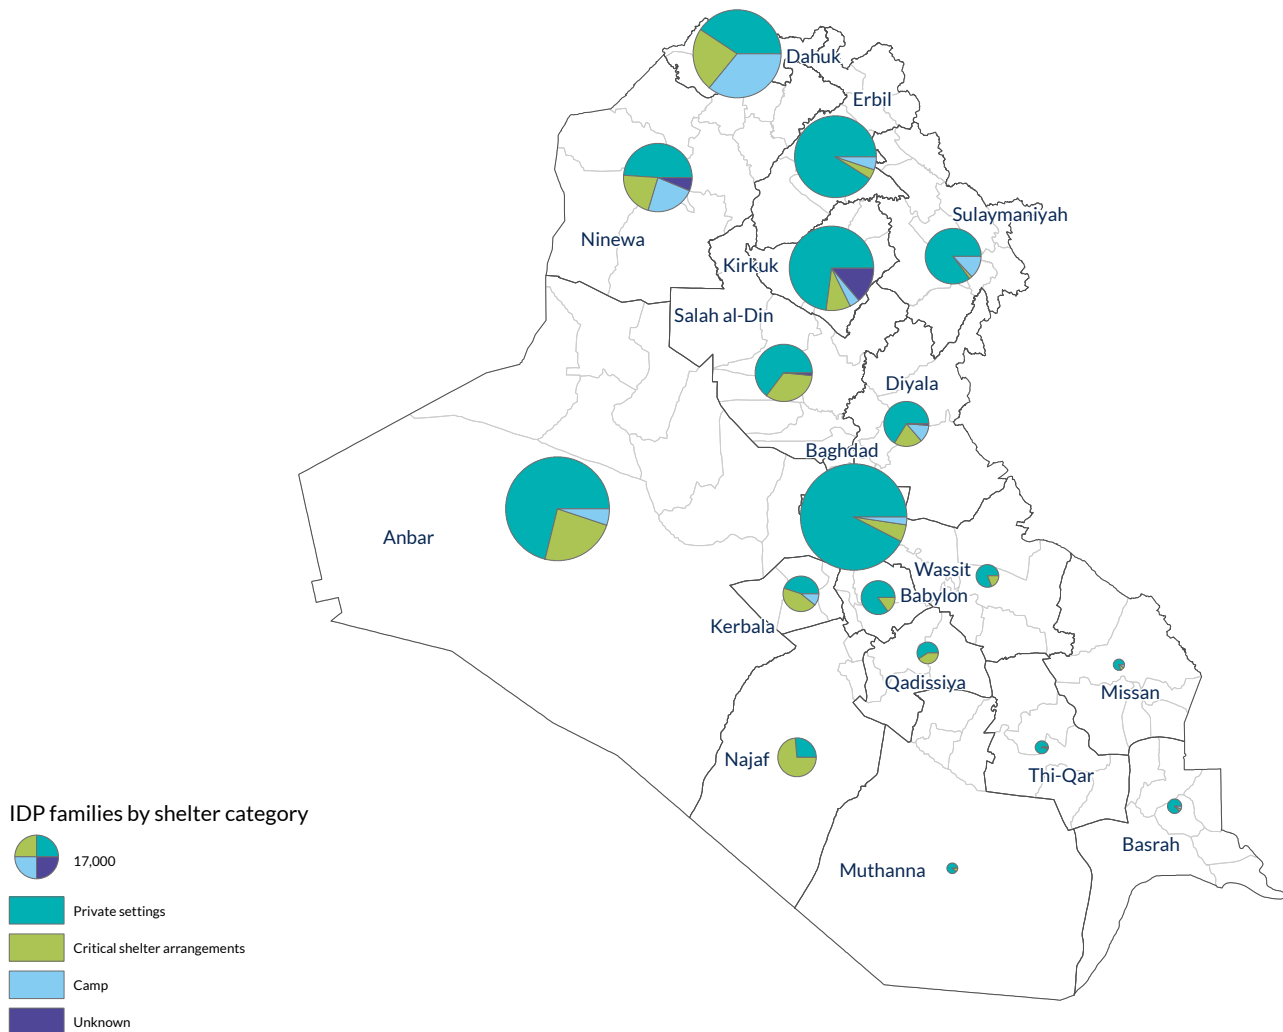 Dahuk
Erbil
Sulaymaniyah
Ninewa
Kirkuk
Salah al-Din
Diyala
Baghdad
Anbar
Wassit
Babylon
Kerbala
Qadissiya
Missan
Najaf
Thi-Qar
Basrah
Muthanna
IDP families by shelter category
17,000
Private settings
Critical shelter arrangements
Camp
Unknown